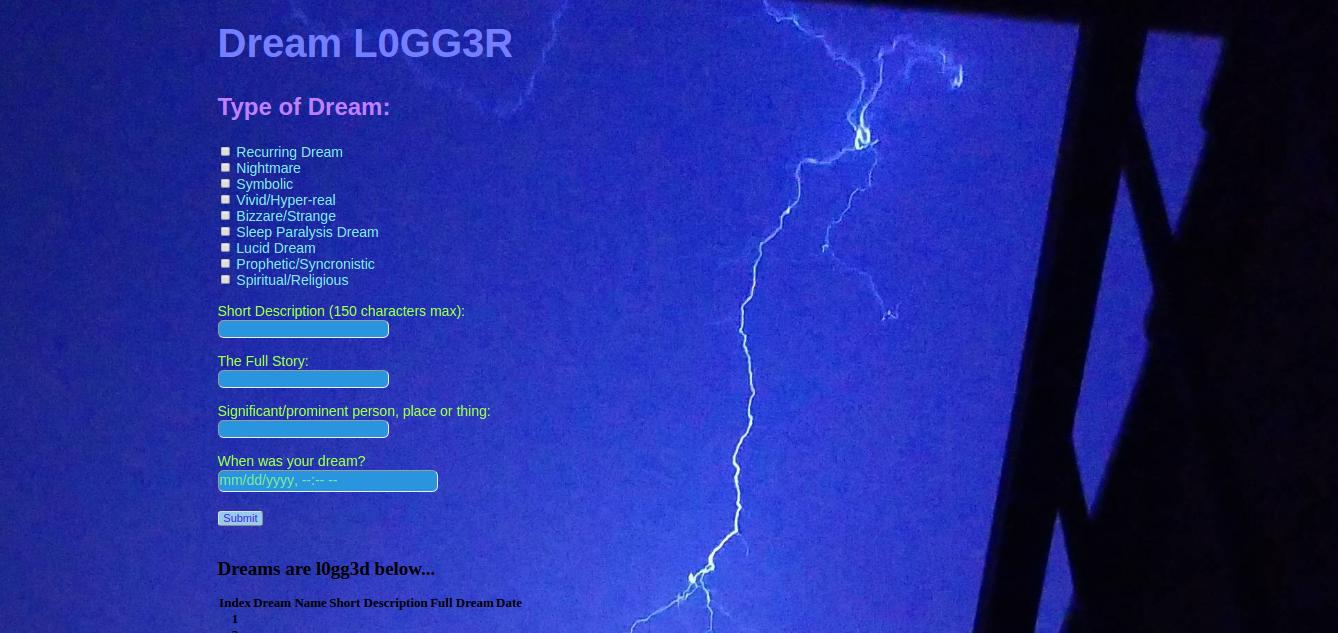 Dream L0GG3R
Type of Dream:
Recurring Dream
Nightmare
Symbolic
Vivid/Hyper-real
Bizzare/Strange
Sleep Paralysis Dream
Lucid Dream
Prophetic/Syncronistic
Spiritual/Religious
Short Description (150 characters max):
The Full Story:
Significant/prominent person, place or thing:
When was your dream?
mm/dd/yyyy, --:-- --
Submit
Dreams are l0gg3d below...
Index Dream Name Short Description Full Dream Date
1